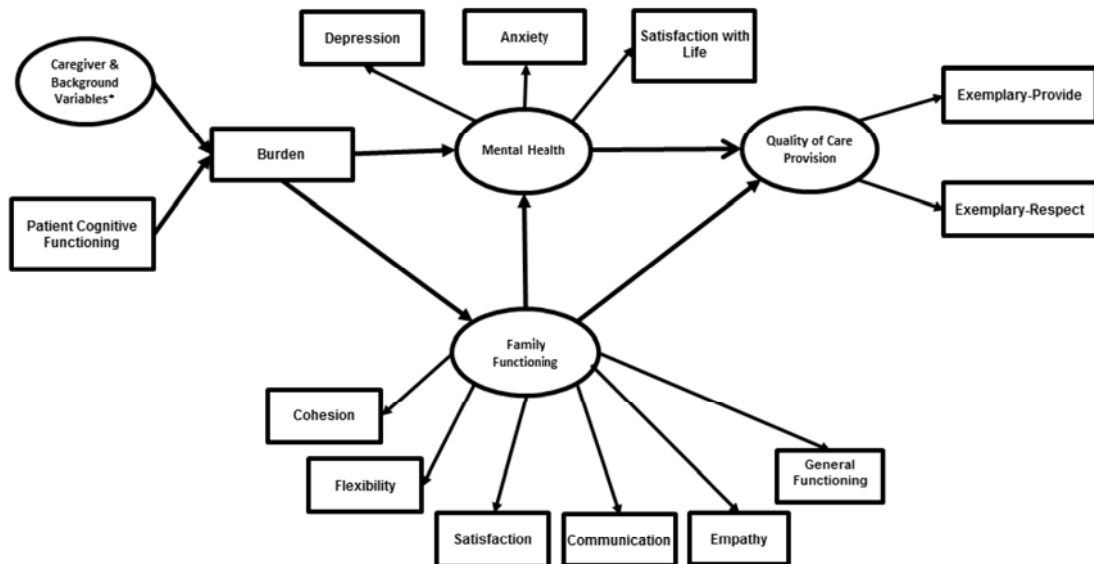 Depression
Anxiety
Satisfaction with
Life
Caregiver &
Background
Variables*
Exemplary-Provide
Burden
Mental Health
Quality of Care
Provision
Patient Cognitive
Functioning
Exemplary-Respect
Family
Functioning
Cohesion
General
Functioning
Flexibility
Satisfaction
Communication
Empathy